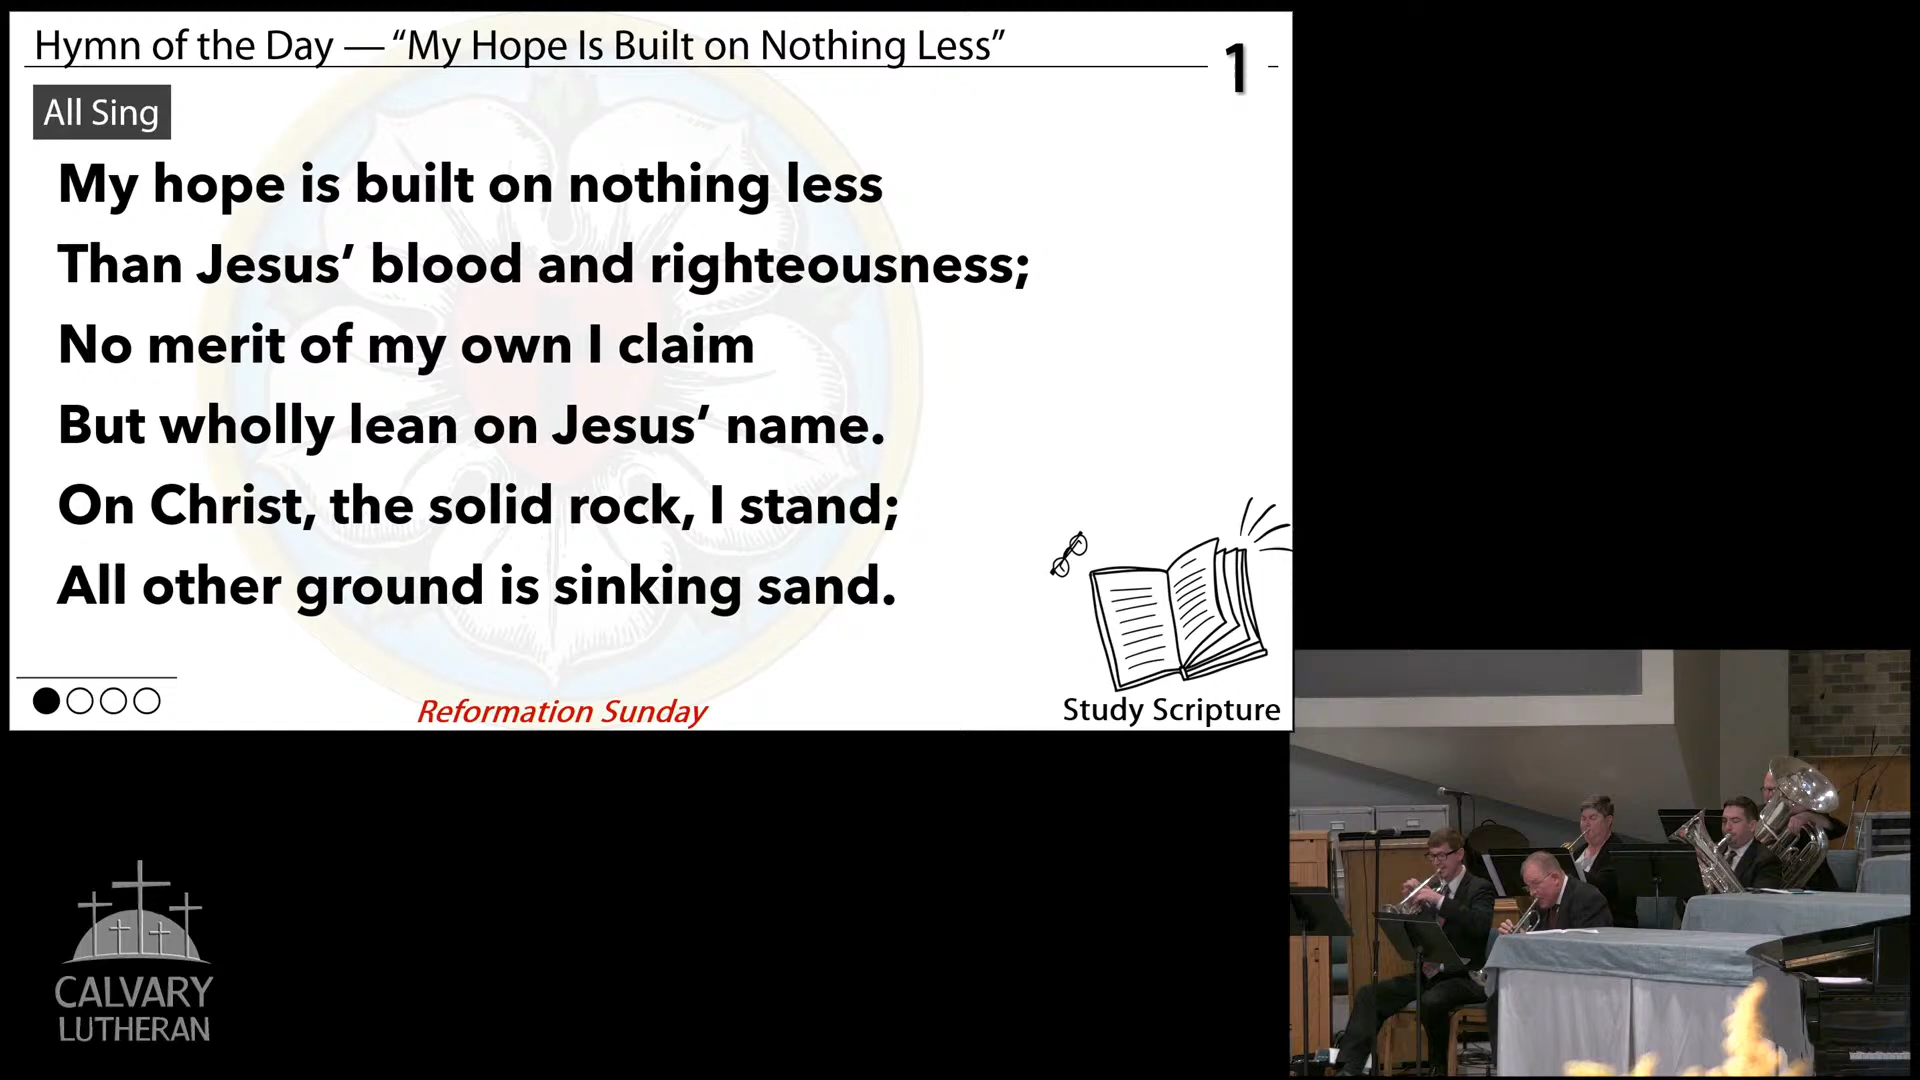 Hymn of the Day — “My Hope Is Built on Nothing Less”
1
All Sing
My hope is built on nothing less
Than Jesus’ blood and righteousness;
No merit of my own I claim
But wholly lean on Jesus’ name.
On Christ, the solid rock, I stand;
All other ground is sinking sand.
Reformation Sunday
Study Scripture
CALVARY
LUTHERAN